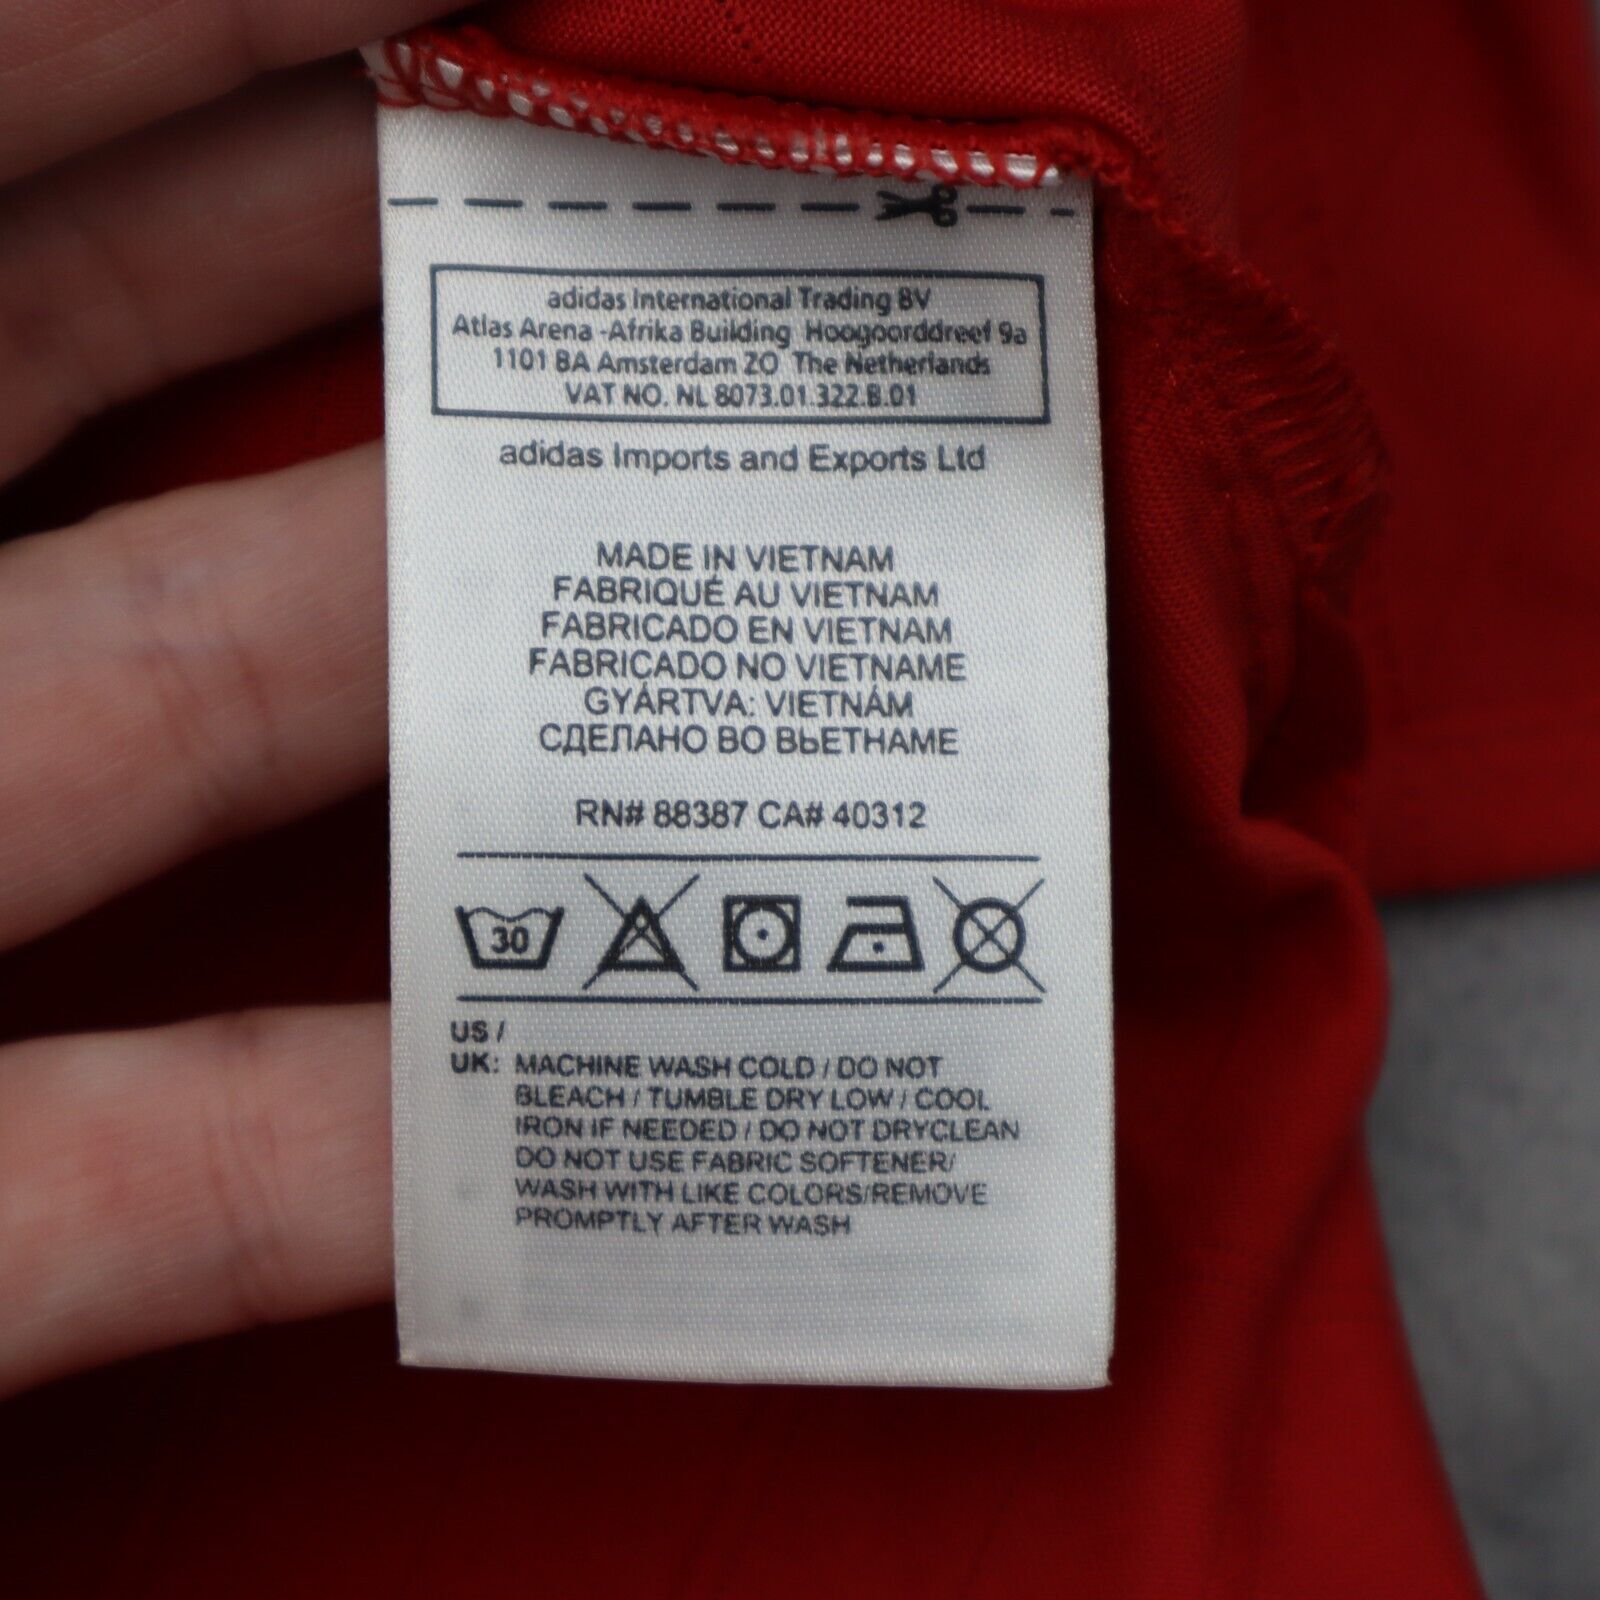 adidas International Trading BV
Atlas Arena -Afrika Building Hoogoorddreef 9a
1101 BA Amsterdam ZO The Netherlands
VAT NO. NL 8073.01.322.B.01
adidas Imports and Exports Ltd
MADE IN VIETNAM
FABRIQUÉ AU VIETNAM
FABRICADO EN VIETNAM
FABRICADO NO VIETNAME
GYÁRTVA: VIETNÁM
СДЕЛАНО ВО ВЬЕТНАМЕ
RN# 88387 CA# 40312
30
US /
UK: MACHINE WASH COLD / DO NOT
BLEACH / TUMBLE DRY LOW / COOL
IRON IF NEEDED / DO NOT DRYCLEAN
DO NOT USE FABRIC SOFTENER/
WASH WITH LIKE COLORS/REMOVE
PROMPTLY AFTER WASH